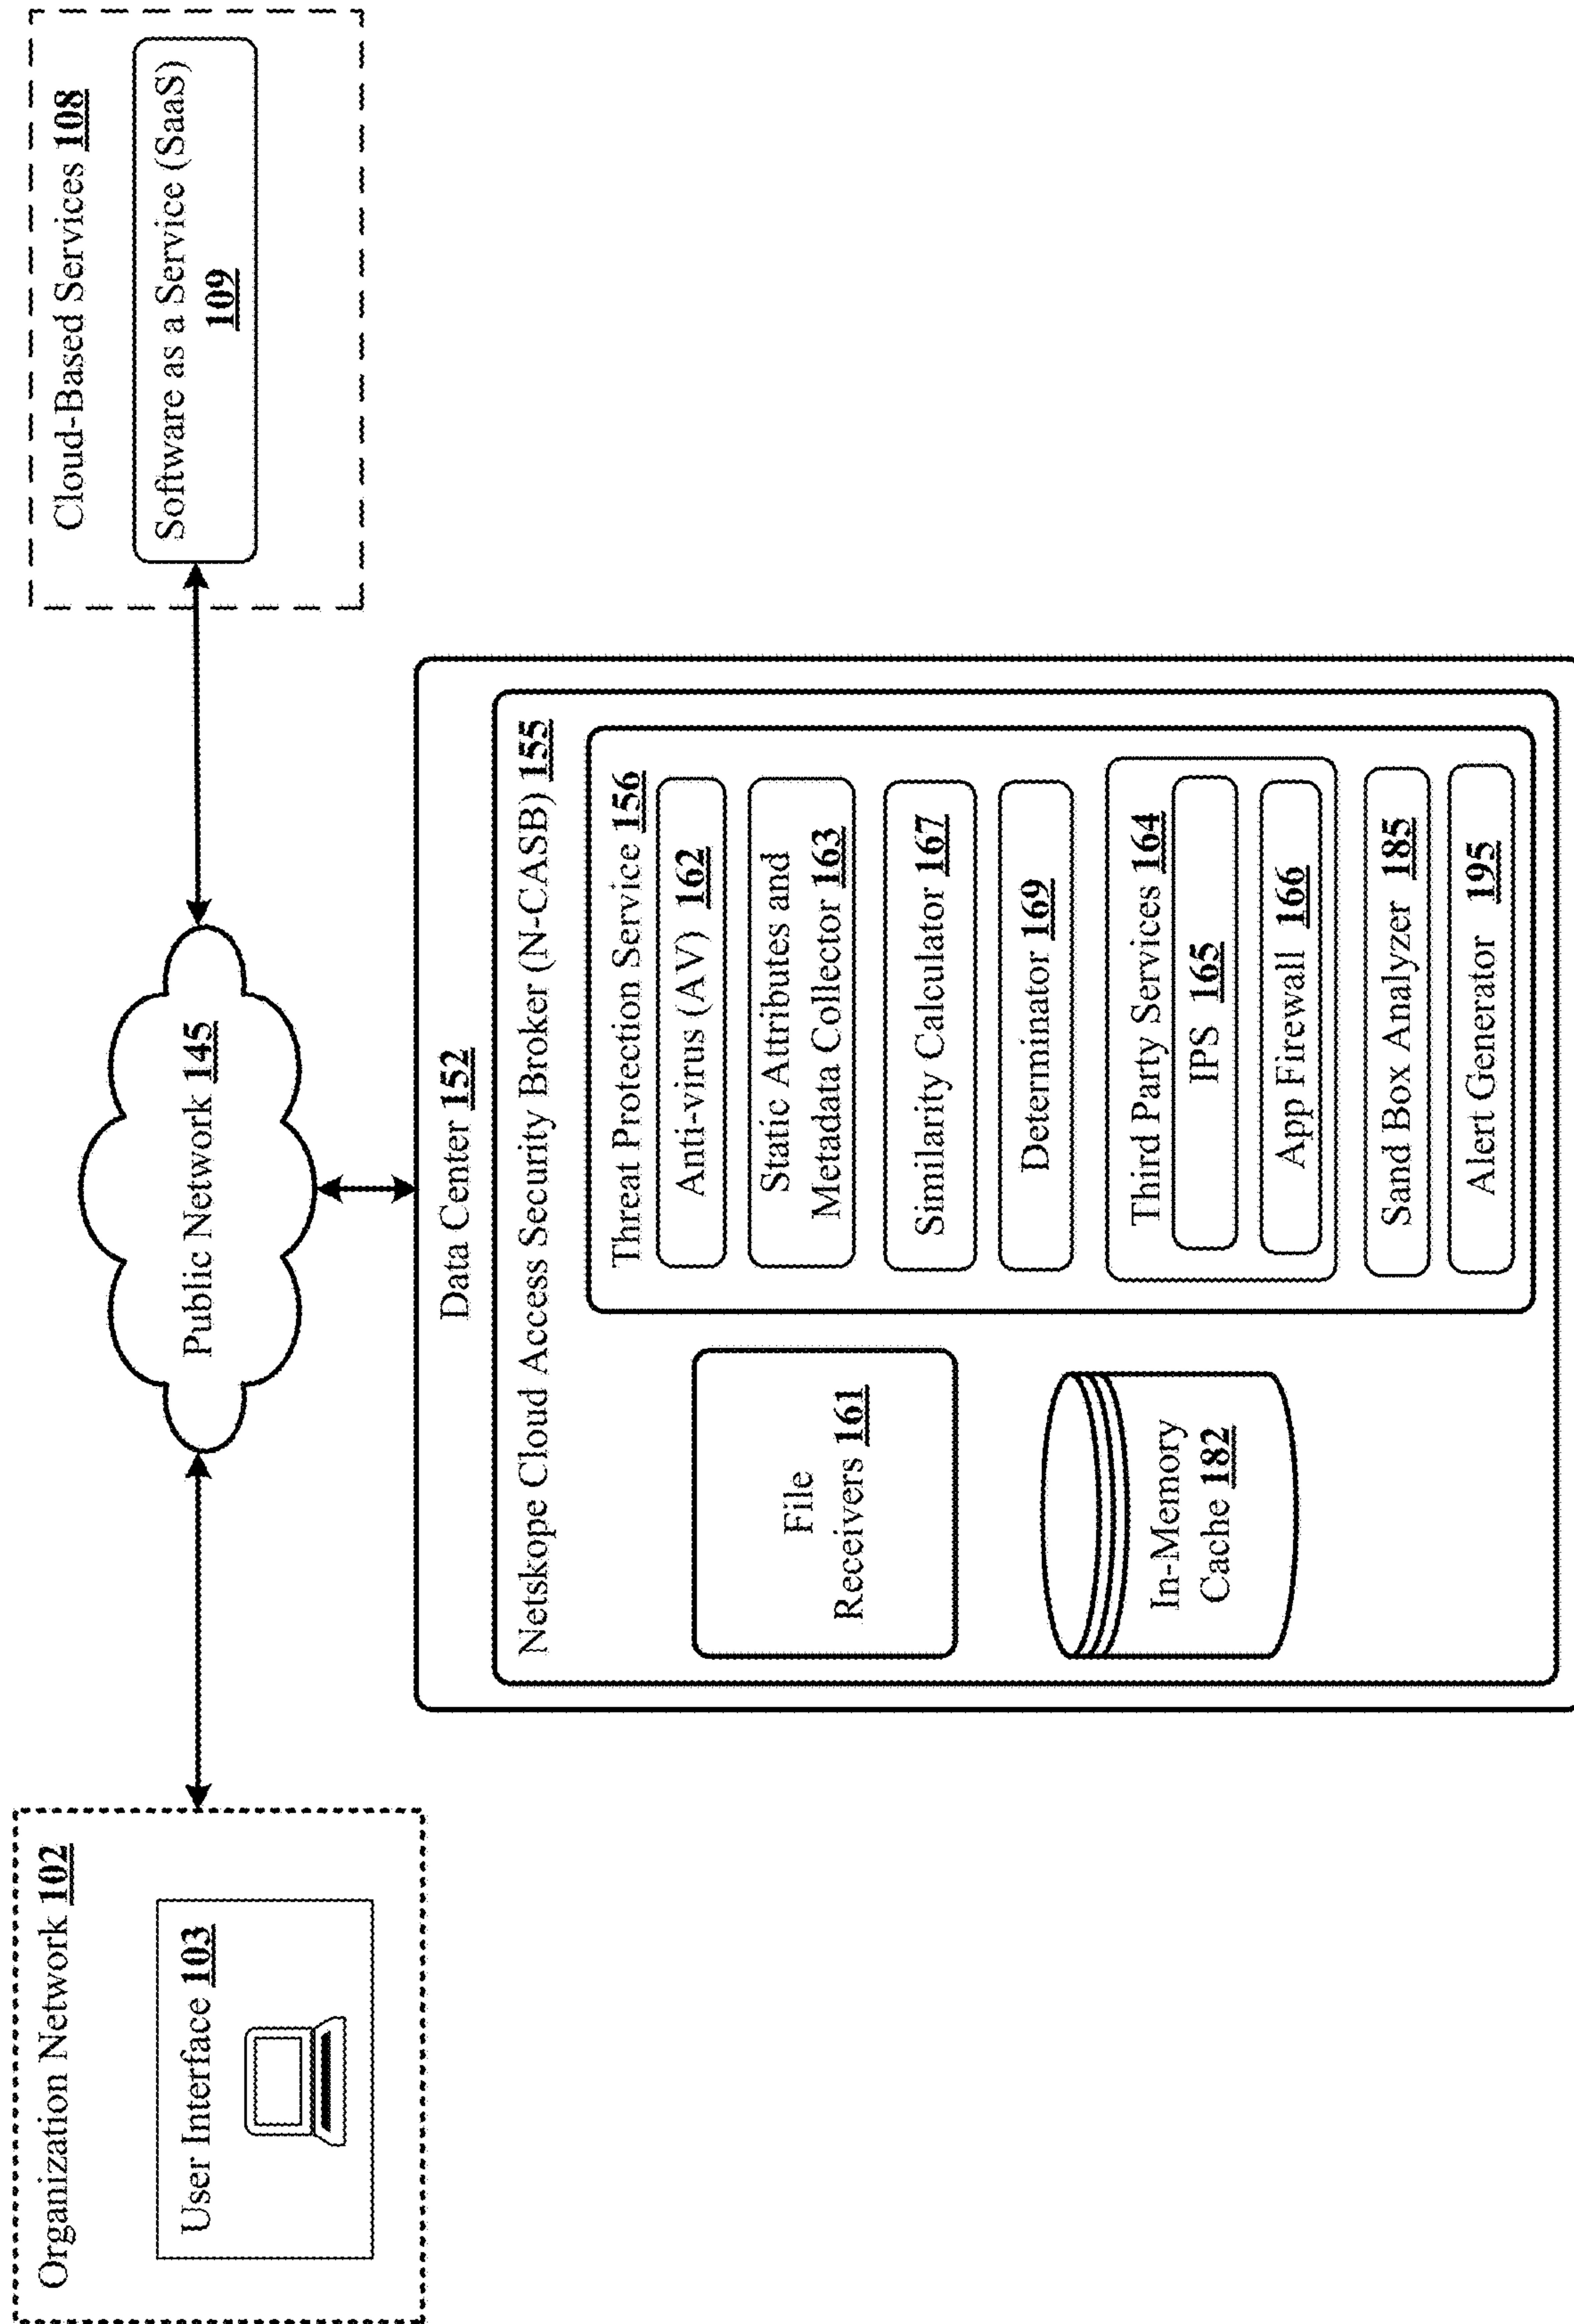 Organization Network 102
User Interface 103
Public Network 145
Cloud-Based Services 108
Software as a Service (SaaS)
109
Data Center 152
Netskope Cloud Access Security Broker (N-CASB) 155
File
Receivers 161
In-Memory
Cache 182
Threat Protection Service 156
Anti-virus (AV) 162
Static Attributes and
Metadata Collector 163
Similarity Calculator 167
Determinator 169
Third Party Services 164
IPS 165
App Firewall 166
Sand Box Analyzer 185
Alert Generator 195